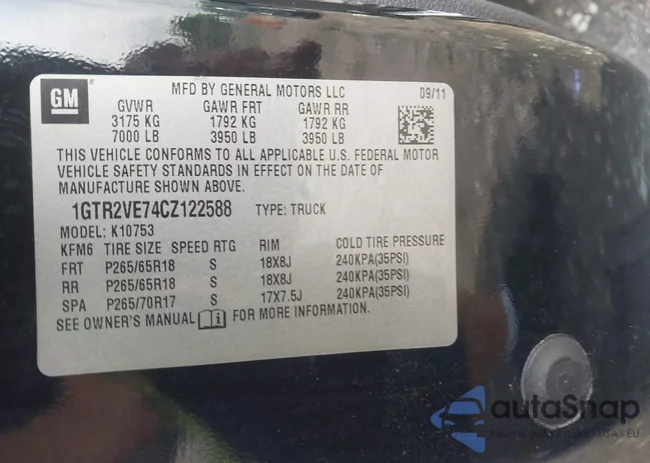 GM
MFD BY GENERAL MOTORS LLC
09/11
GVWR GAWR FRT GAWR RR
3175 KG 1792 KG 1792 KG
7000 LB 3950 LB 3950 LB
THIS VEHICLE CONFORMS TO ALL APPLICABLE U.S. FEDERAL MOTOR
VEHICLE SAFETY STANDARDS IN EFFECT ON THE DATE OF
MANUFACTURE SHOWN ABOVE.
1GTR2VE74CZ122588 TYPE: TRUCK
MODEL: K10753
KFM6 TIRE SIZE SPEED RTG RIM COLD TIRE PRESSURE
FRT P265/65R18 S 18X8J 240KPA(35PSI)
RR P265/65R18 S 18X8J 240KPA(35PSI)
SPA P265/70R17 S 17X7.5J 240KPA(35PSI)
SEE OWNER'S MANUAL i FOR MORE INFORMATION.
autoSnap
USA | EU